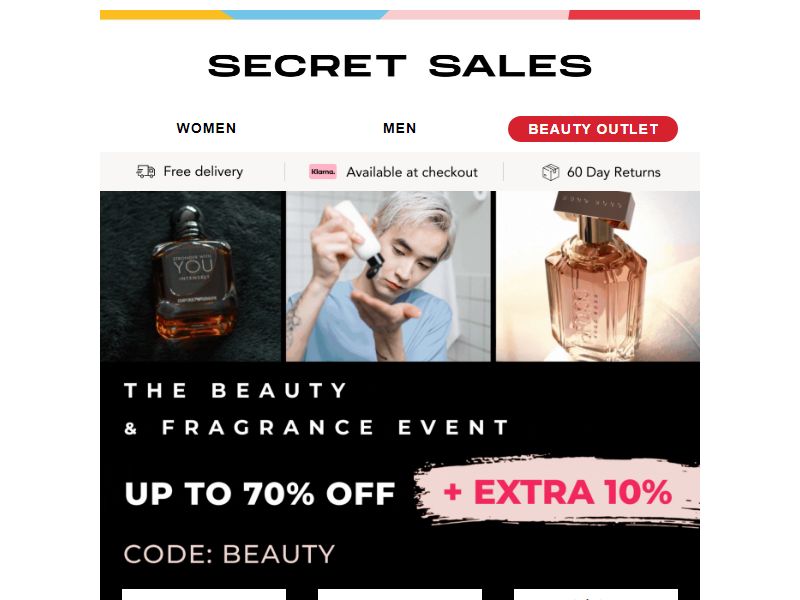 SECRET SALES
WOMEN
MEN
BEAUTY OUTLET
Free delivery
Klarna.
Available at checkout
60 Day Returns
STRONGER WITH
YOU
INTENSELY
EMPORIO ARMANI
THE BEAUTY
& FRAGRANCE EVENT
UP TO 70% OFF
+ EXTRA 10%
CODE: BEAUTY